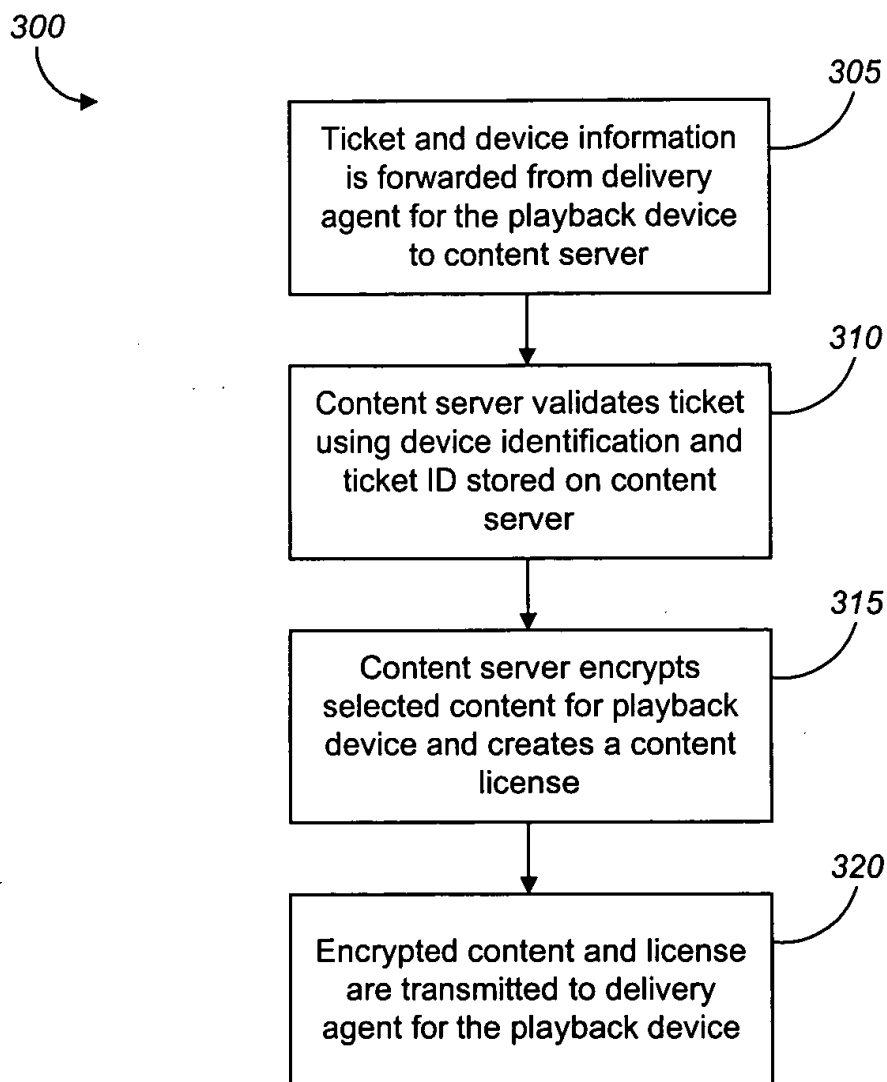 300
305
Ticket and device information
is forwarded from delivery
agent for the playback device
to content server
310
Content server validates ticket
using device identification and
ticket ID stored on content
server
315
Content server encrypts
selected content for playback
device and creates a content
license
320
Encrypted content and license
are transmitted to delivery
agent for the playback device